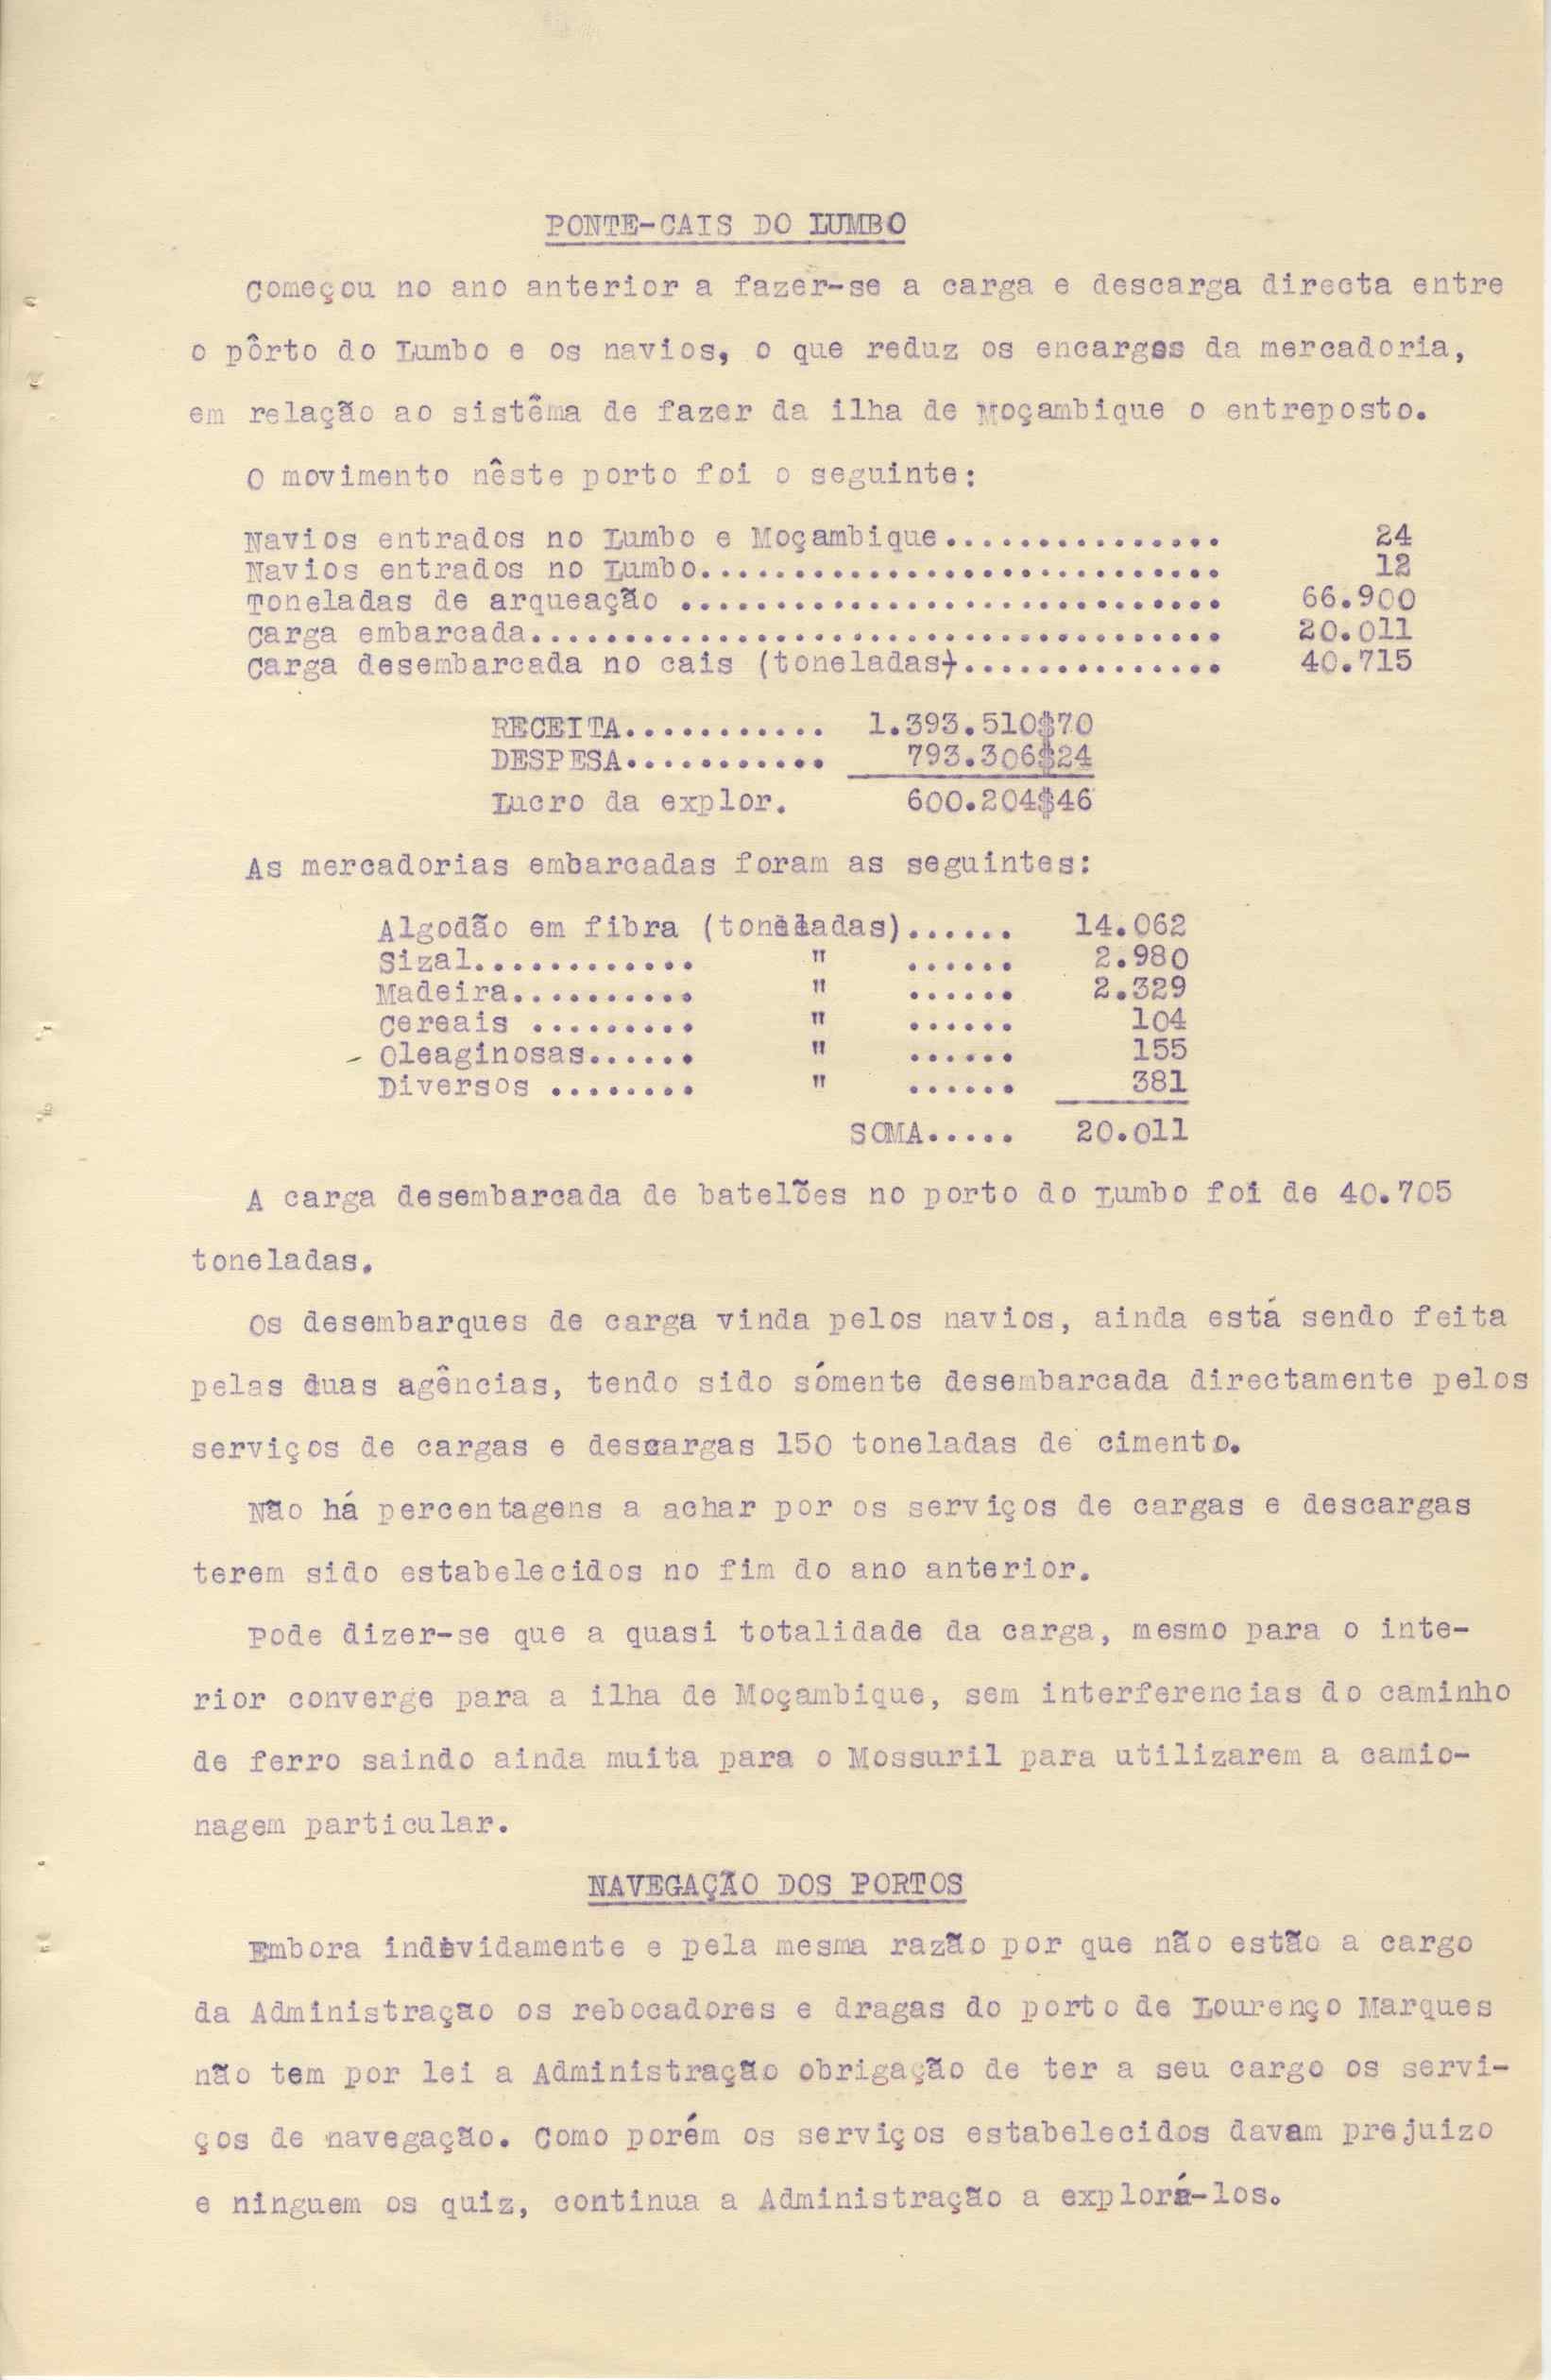 PONTE-CAIS DO LUMBO
Começou no ano anterior a fazer-se a carga e descarga directa entre
o pôrto do Lumbo e os navios, o que reduz os encargos da mercadoria,
em relação ao sistêma de fazer da ilha de Moçambique o entreposto.
O movimento nêste porto foi o seguinte:
Navios entrados no Lumbo e Moçambique............... 24
Navios entrados no Lumbo............................ 12
Toneladas de arqueação ............................. 66.900
Carga embarcada..................................... 20.011
Carga desembarcada no cais (toneladas).............. 40.715
RECEITA........... 1.393.510$70
DESPESA........... 793.306$24
Lucro da explor. 600.204$46
As mercadorias embarcadas foram as seguintes:
Algodão em fibra (toneladas)...... 14.062
Sizal............ " ...... 2.980
Madeira.......... " ...... 2.329
Cereais ......... " ...... 104
- Oleaginosas...... " ...... 155
Diversos ........ " ...... 381
SOMA..... 20.011
A carga desembarcada de batelões no porto do Lumbo foi de 40.705
toneladas.
Os desembarques de carga vinda pelos navios, ainda está sendo feita
pelas duas agências, tendo sido sómente desembarcada directamente pelos
serviços de cargas e descargas 150 toneladas de cimento.
Não há percentagens a achar por os serviços de cargas e descargas
terem sido estabelecidos no fim do ano anterior.
Pode dizer-se que a quasi totalidade da carga, mesmo para o inte-
rior converge para a ilha de Moçambique, sem interferencias do caminho
de ferro saindo ainda muita para o Mossuril para utilizarem a camio-
nagem particular.
NAVEGAÇÃO DOS PORTOS
Embora indevidamente e pela mesma razão por que não estão a cargo
da Administraçao os rebocadores e dragas do porto de Lourenço Marques
não tem por lei a Administração obrigação de ter a seu cargo os servi-
ços de navegação. Como porém os serviços estabelecidos davam prejuizo
e ninguem os quiz, continua a Administração a explorá-los.